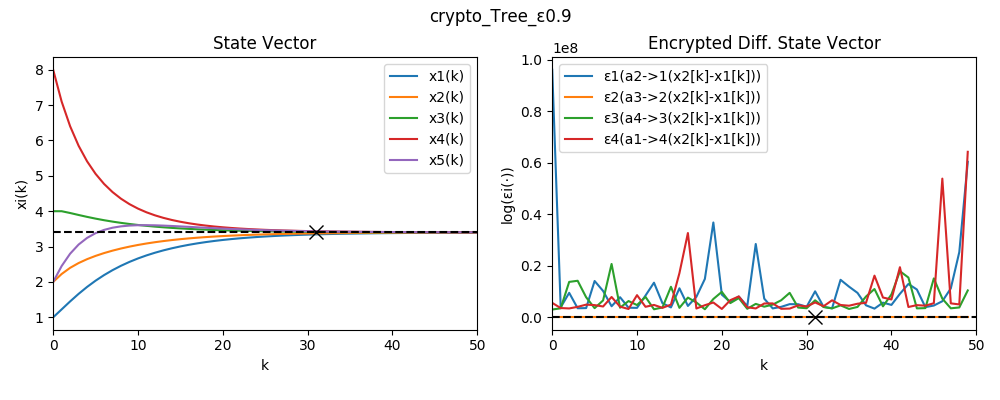 crypto_Tree_ε0.9
State Vector
xi(k)
8
7
6
5
4
3
2
1
0
10
20
30
40
50
k
x1(k)
x2(k)
x3(k)
x4(k)
x5(k)
Encrypted Diff. State Vector
1e8
log(εi(·))
1.0
0.8
0.6
0.4
0.2
0.0
0
10
20
30
40
50
k
ε1(a2->1(x2[k]-x1[k]))
ε2(a3->2(x2[k]-x1[k]))
ε3(a4->3(x2[k]-x1[k]))
ε4(a1->4(x2[k]-x1[k]))